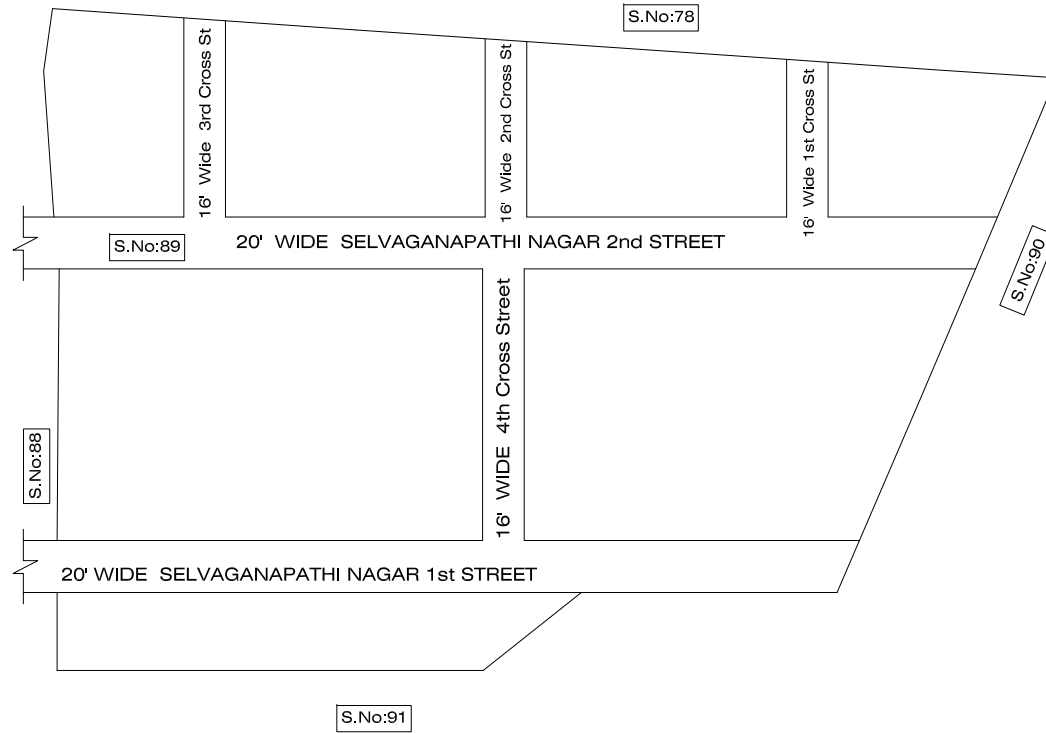 S.No:78
16' Wide 3rd Cross St
16' Wide 2nd Cross St
16' Wide 1st Cross St
S.No:89
20' WIDE SELVAGANAPATHI NAGAR 2nd STREET
S.No:90
16' WIDE 4th Cross Street
S.No:88
20' WIDE SELVAGANAPATHI NAGAR 1st STREET
S.No:91